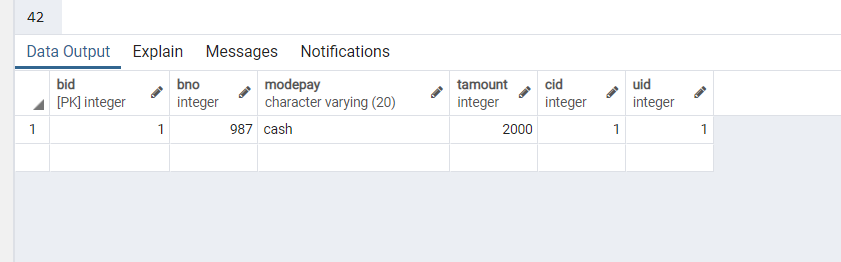 42
Data Output Explain Messages Notifications
bid bno modepay tamount cid uid
[PK] integer integer character varying (20) integer integer integer
1 1 987 cash 2000 1 1